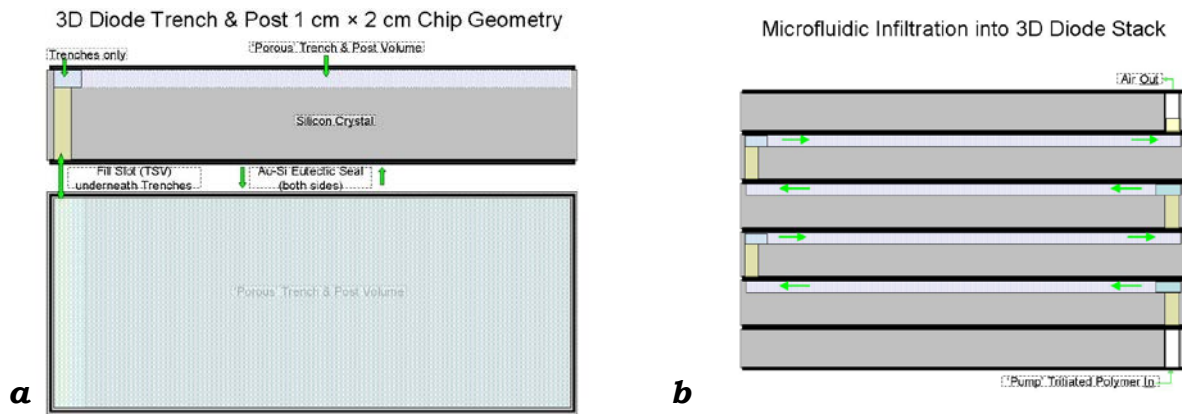 3D Diode Trench & Post 1 cm × 2 cm Chip Geometry
Trenches only
'Porous' Trench & Post Volume
Silicon Crystal
Fill Slot (TSV)
underneath Trenches
Au-Si Eutectic Seal
(both sides)
'Porous' Trench & Post Volume
a
Microfluidic Infiltration into 3D Diode Stack
Air Out
'Pump' Tritiated Polymer In
b